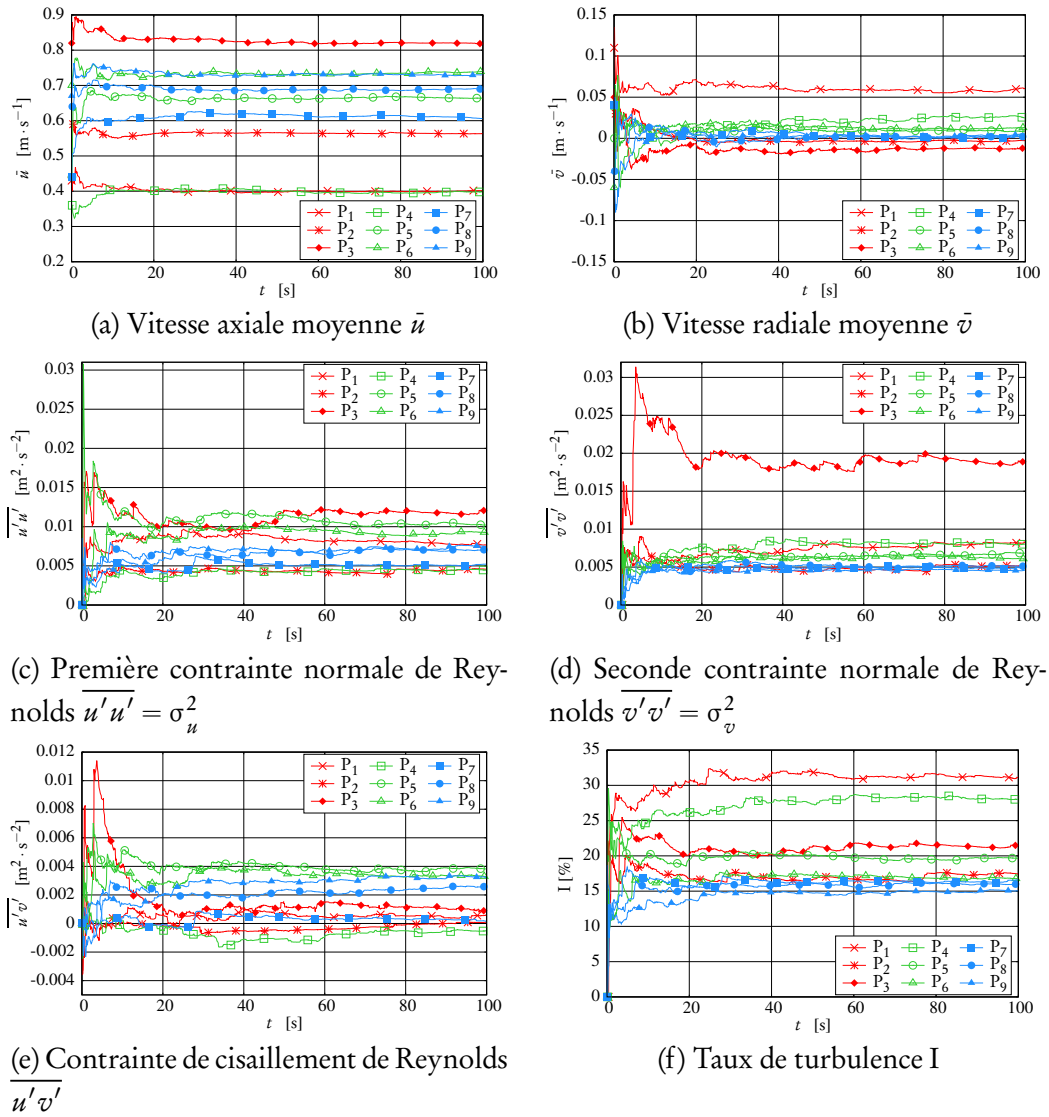 0.9
0.8
0.7
0.6
0.5
0.4
0.3
0.2
ū [m·s⁻¹]
0 20 40 60 80 100
t [s]
P₁ P₄ P₇
P₂ P₅ P₈
P₃ P₆ P₉
(a) Vitesse axiale moyenne ū
0.15
0.1
0.05
0
-0.05
-0.1
-0.15
v̄ [m·s⁻¹]
0 20 40 60 80 100
t [s]
P₁ P₄ P₇
P₂ P₅ P₈
P₃ P₆ P₉
(b) Vitesse radiale moyenne v̄
0.03
0.025
0.02
0.015
0.01
0.005
0
u′u′ [m²·s⁻²]
0 20 40 60 80 100
t [s]
P₁ P₄ P₇
P₂ P₅ P₈
P₃ P₆ P₉
(c) Première contrainte normale de Rey-
nolds u′u′ = σ²ᵤ
0.03
0.025
0.02
0.015
0.01
0.005
0
v′v′ [m²·s⁻²]
0 20 40 60 80 100
t [s]
P₁ P₄ P₇
P₂ P₅ P₈
P₃ P₆ P₉
(d) Seconde contrainte normale de Rey-
nolds v′v′ = σ²ᵥ
0.012
0.01
0.008
0.006
0.004
0.002
0
-0.002
-0.004
u′v′ [m²·s⁻²]
0 20 40 60 80 100
t [s]
P₁ P₄ P₇
P₂ P₅ P₈
P₃ P₆ P₉
(e) Contrainte de cisaillement de Reynolds
u′v′
35
30
25
20
15
10
5
0
I [%]
0 20 40 60 80 100
t [s]
P₁ P₄ P₇
P₂ P₅ P₈
P₃ P₆ P₉
(f) Taux de turbulence I